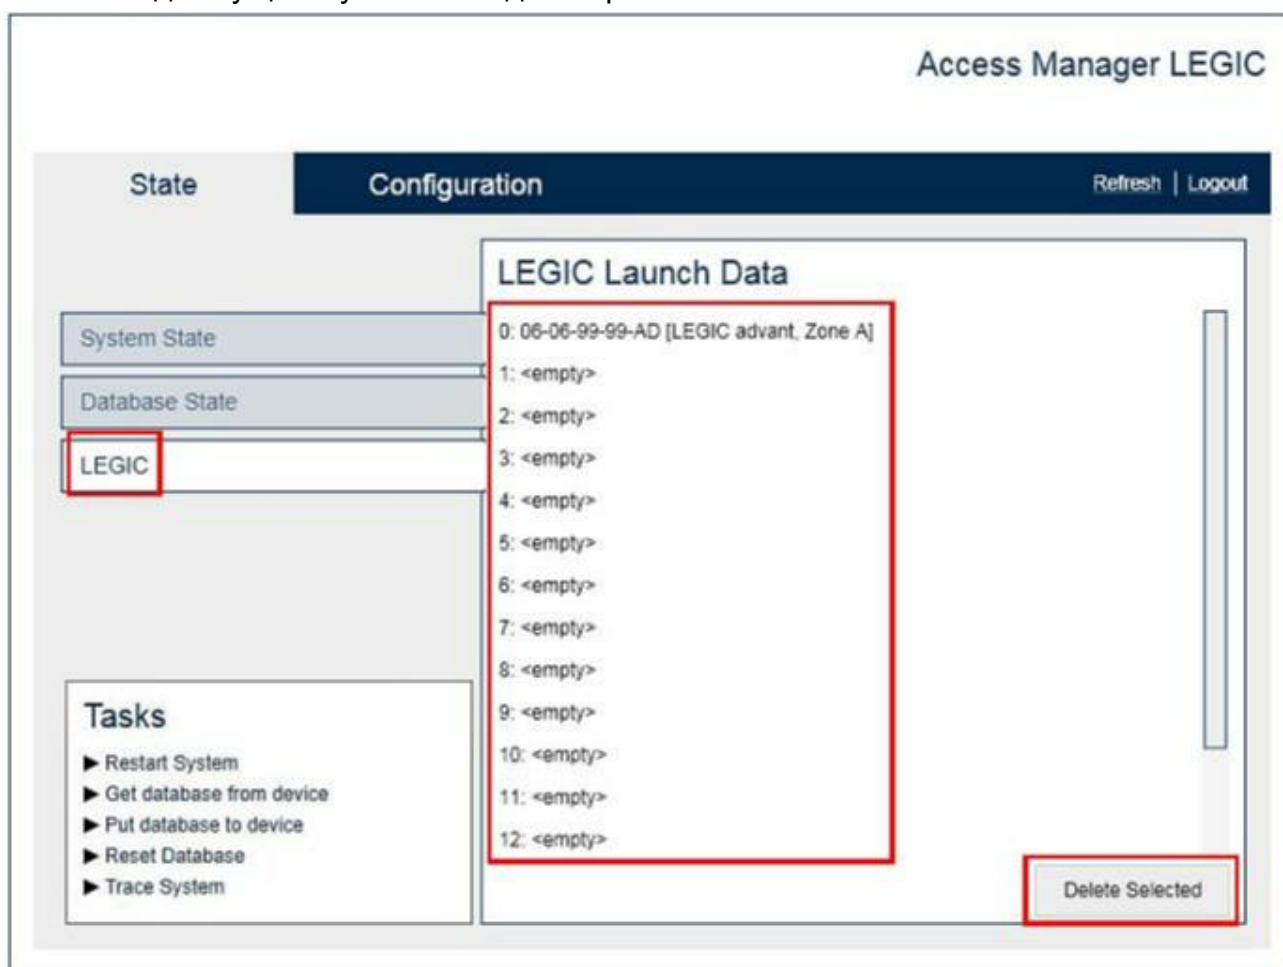 Access Manager LEGIC
State
Configuration
Refresh | Logout
LEGIC Launch Data
System State
Database State
LEGIC
0: 06-06-99-99-AD [LEGIC advant, Zone A]
1: <empty>
2: <empty>
3: <empty>
4: <empty>
5: <empty>
6: <empty>
7: <empty>
8: <empty>
9: <empty>
10: <empty>
11: <empty>
12: <empty>
Tasks
▶ Restart System
▶ Get database from device
▶ Put database to device
▶ Reset Database
▶ Trace System
Delete Selected